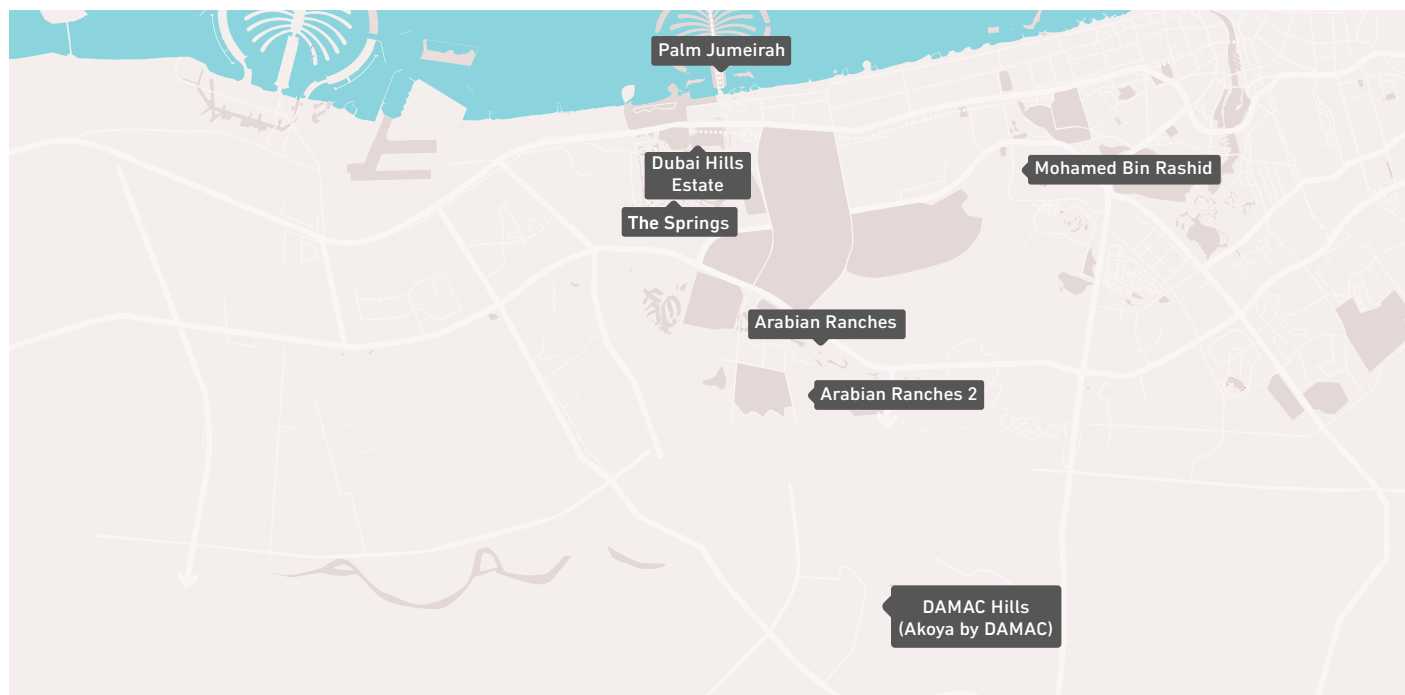 Palm Jumeirah
Dubai Hills
Estate
Mohamed Bin Rashid
The Springs
Arabian Ranches
Arabian Ranches 2
DAMAC Hills
(Akoya by DAMAC)